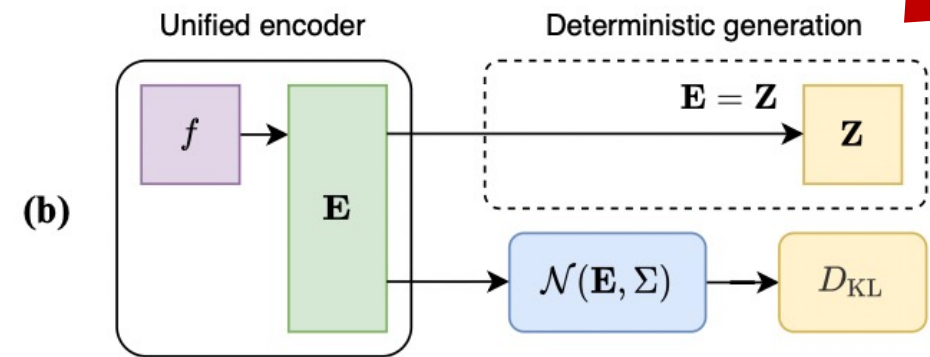 Unified encoder
Deterministic generation
f
E = Z
Z
(b)
E
𝒩(E, Σ)
D_KL